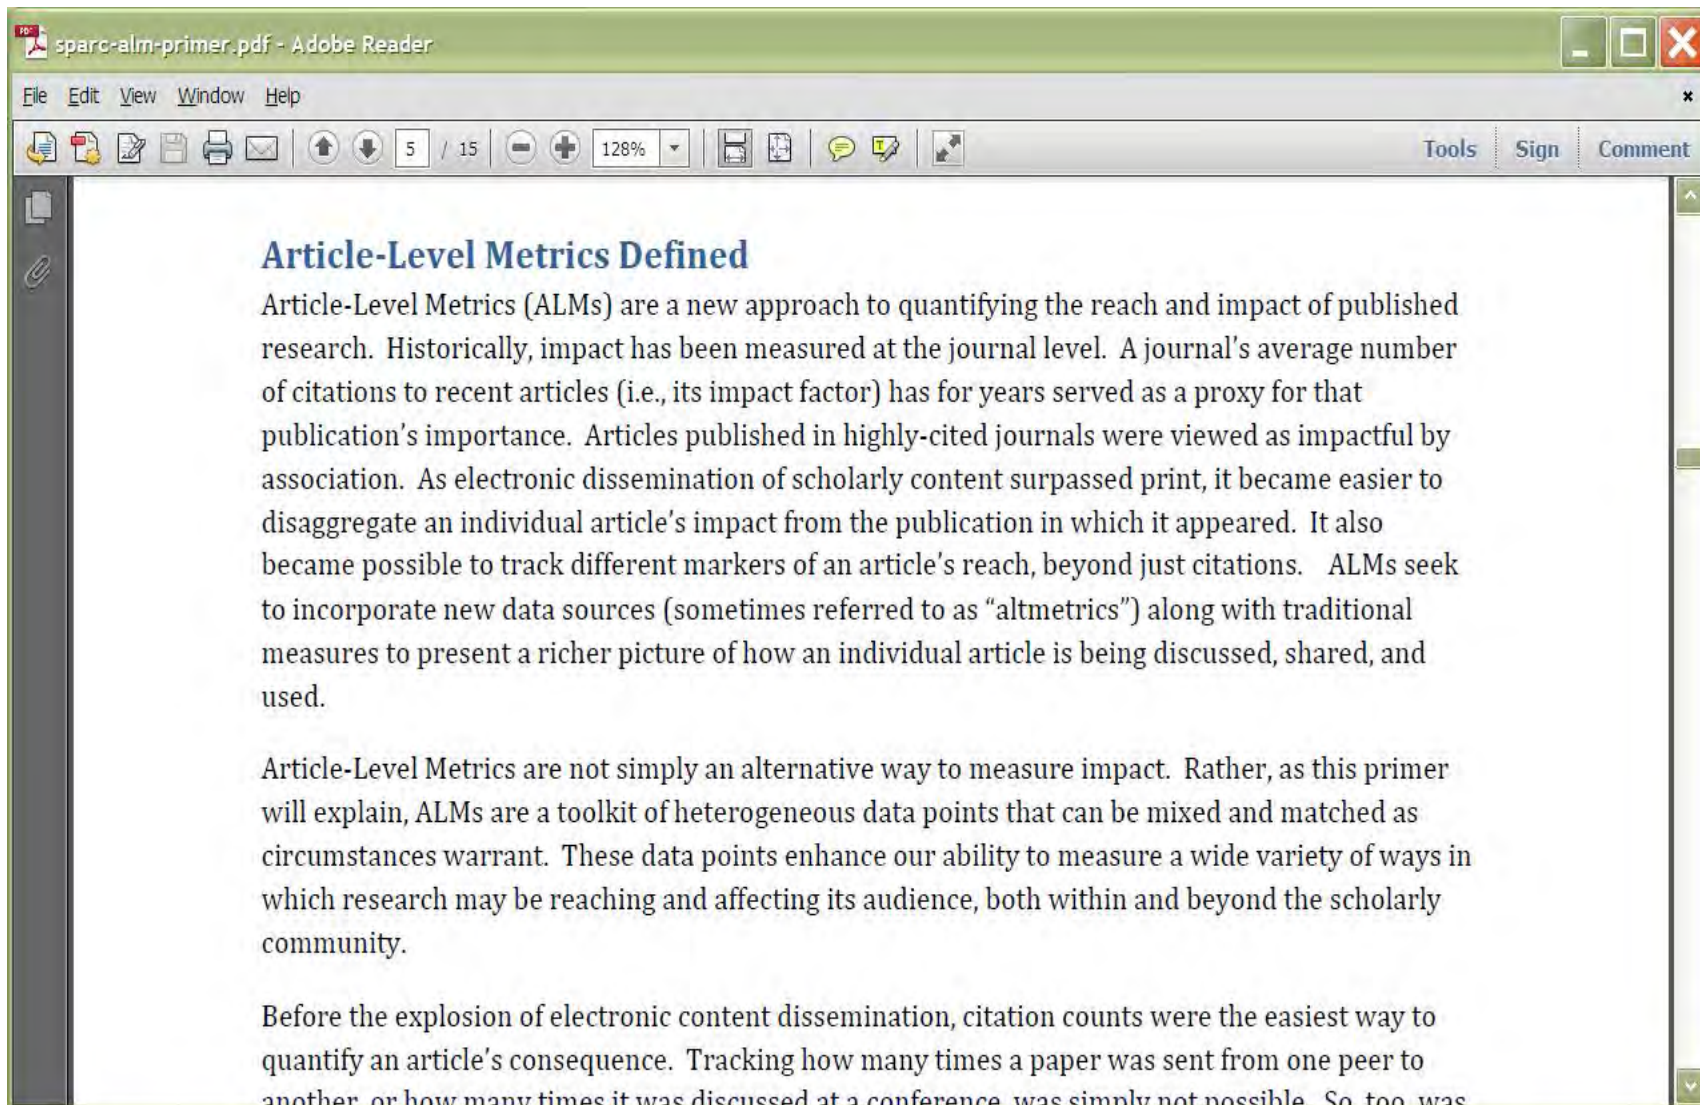 sparc-alm-primer.pdf - Adobe Reader
File Edit View Window Help
5 / 15 128% Tools Sign Comment
Article-Level Metrics Defined
Article-Level Metrics (ALMs) are a new approach to quantifying the reach and impact of published
research. Historically, impact has been measured at the journal level. A journal's average number
of citations to recent articles (i.e., its impact factor) has for years served as a proxy for that
publication's importance. Articles published in highly-cited journals were viewed as impactful by
association. As electronic dissemination of scholarly content surpassed print, it became easier to
disaggregate an individual article's impact from the publication in which it appeared. It also
became possible to track different markers of an article's reach, beyond just citations. ALMs seek
to incorporate new data sources (sometimes referred to as “altmetrics”) along with traditional
measures to present a richer picture of how an individual article is being discussed, shared, and
used.
Article-Level Metrics are not simply an alternative way to measure impact. Rather, as this primer
will explain, ALMs are a toolkit of heterogeneous data points that can be mixed and matched as
circumstances warrant. These data points enhance our ability to measure a wide variety of ways in
which research may be reaching and affecting its audience, both within and beyond the scholarly
community.
Before the explosion of electronic content dissemination, citation counts were the easiest way to
quantify an article's consequence. Tracking how many times a paper was sent from one peer to
another, or how many times it was discussed at a conference, was simply not possible. So, too, was